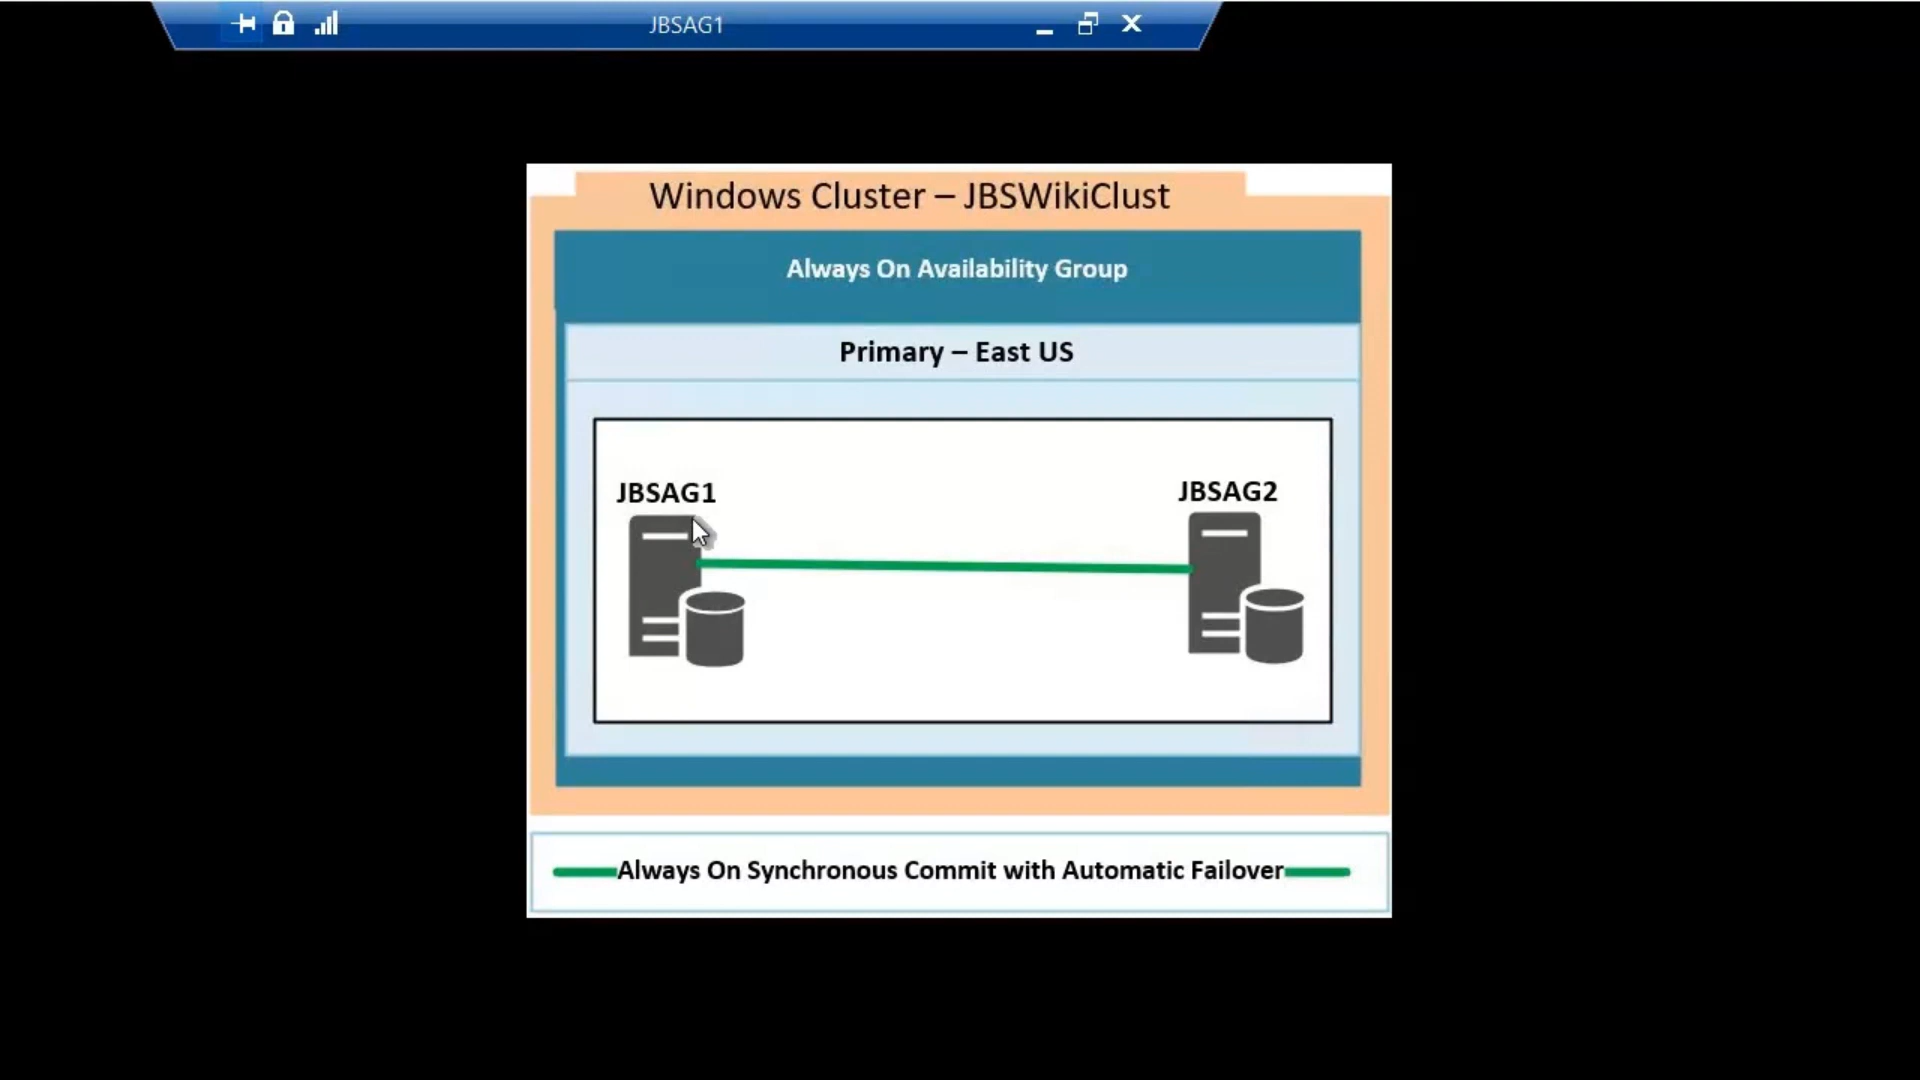 JBSAG1
Windows Cluster – JBSWikiClust
Always On Availability Group
Primary – East US
JBSAG1
JBSAG2
Always On Synchronous Commit with Automatic Failover